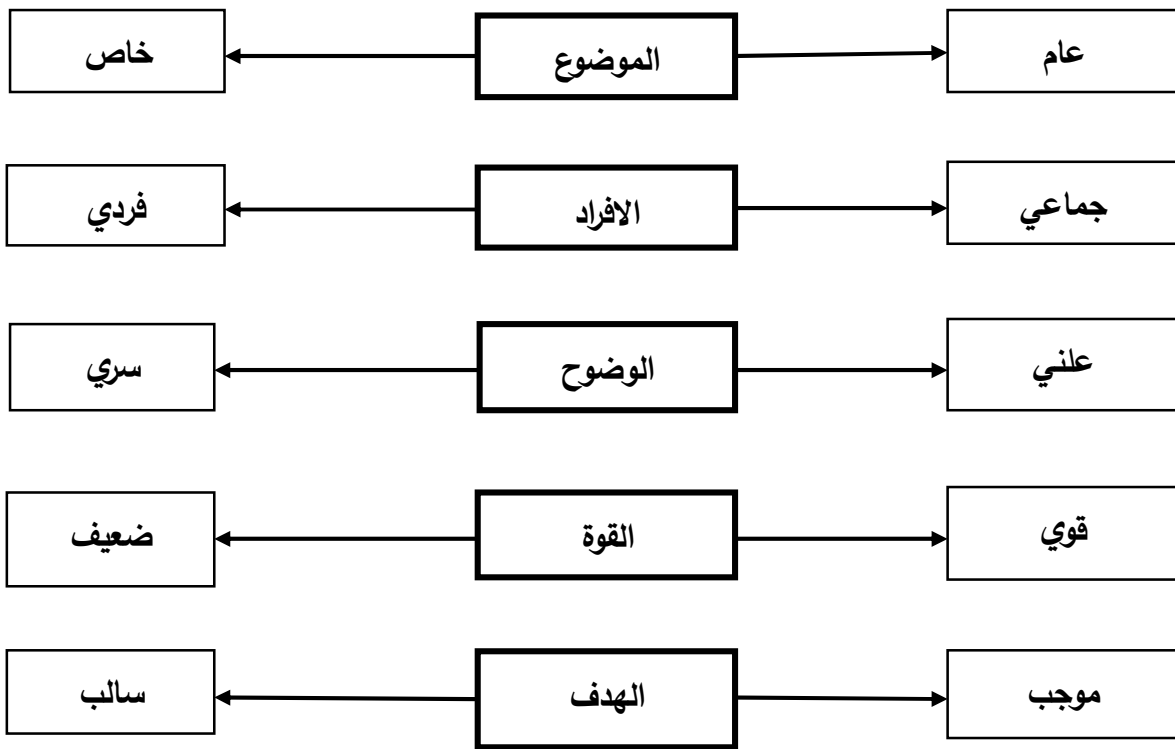 عام
الموضوع
خاص
جماعي
الافراد
فردي
علني
الوضوح
سري
قوي
القوة
ضعيف
موجب
الهدف
سالب